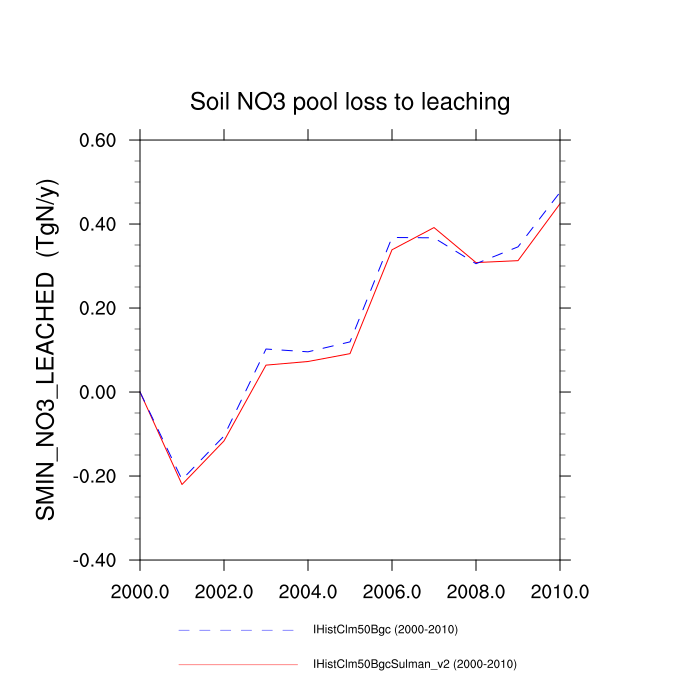 Soil NO3 pool loss to leaching
SMIN_NO3_LEACHED (TgN/y)
0.60
0.40
0.20
0.00
-0.20
-0.40
2000.0 2002.0 2004.0 2006.0 2008.0 2010.0
IHistClm50Bgc (2000-2010)
IHistClm50BgcSulman_v2 (2000-2010)